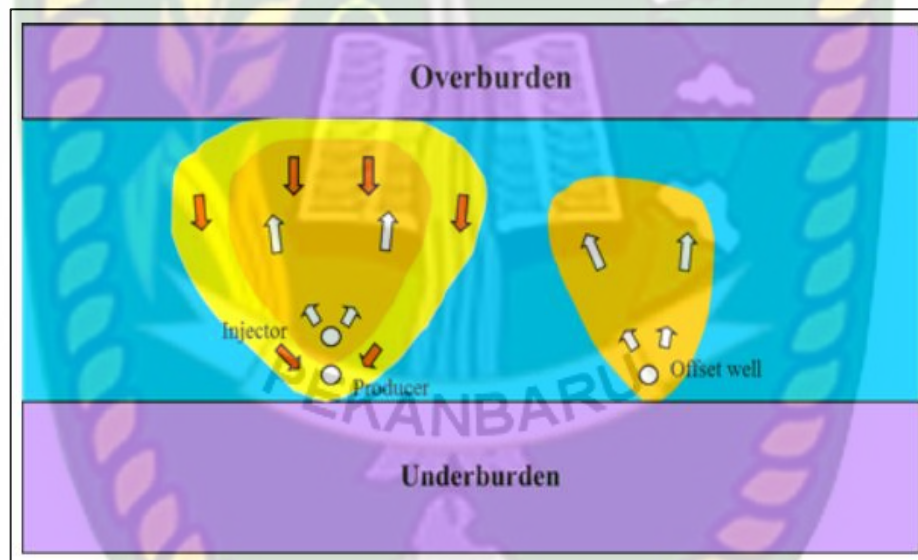 Overburden
Injector
Producer
Offset well
PEKANBARU
Underburden